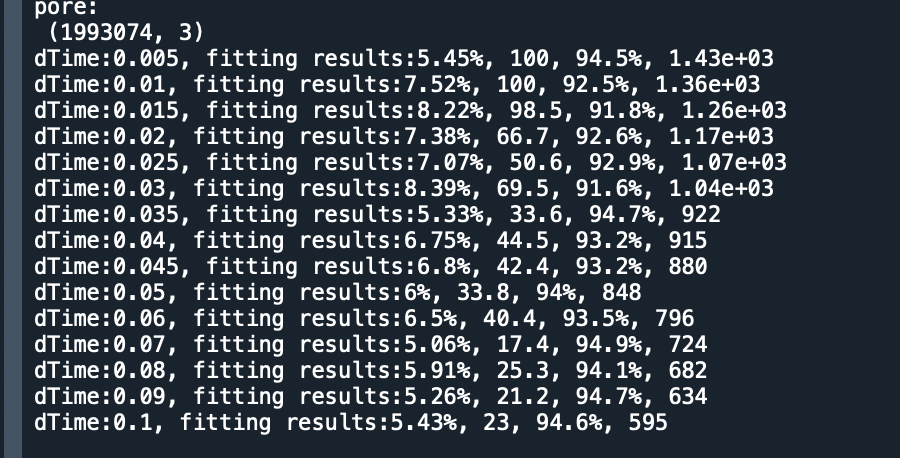 pore:
(1993074, 3)
dTime:0.005, fitting results:5.45%, 100, 94.5%, 1.43e+03
dTime:0.01, fitting results:7.52%, 100, 92.5%, 1.36e+03
dTime:0.015, fitting results:8.22%, 98.5, 91.8%, 1.26e+03
dTime:0.02, fitting results:7.38%, 66.7, 92.6%, 1.17e+03
dTime:0.025, fitting results:7.07%, 50.6, 92.9%, 1.07e+03
dTime:0.03, fitting results:8.39%, 69.5, 91.6%, 1.04e+03
dTime:0.035, fitting results:5.33%, 33.6, 94.7%, 922
dTime:0.04, fitting results:6.75%, 44.5, 93.2%, 915
dTime:0.045, fitting results:6.8%, 42.4, 93.2%, 880
dTime:0.05, fitting results:6%, 33.8, 94%, 848
dTime:0.06, fitting results:6.5%, 40.4, 93.5%, 796
dTime:0.07, fitting results:5.06%, 17.4, 94.9%, 724
dTime:0.08, fitting results:5.91%, 25.3, 94.1%, 682
dTime:0.09, fitting results:5.26%, 21.2, 94.7%, 634
dTime:0.1, fitting results:5.43%, 23, 94.6%, 595